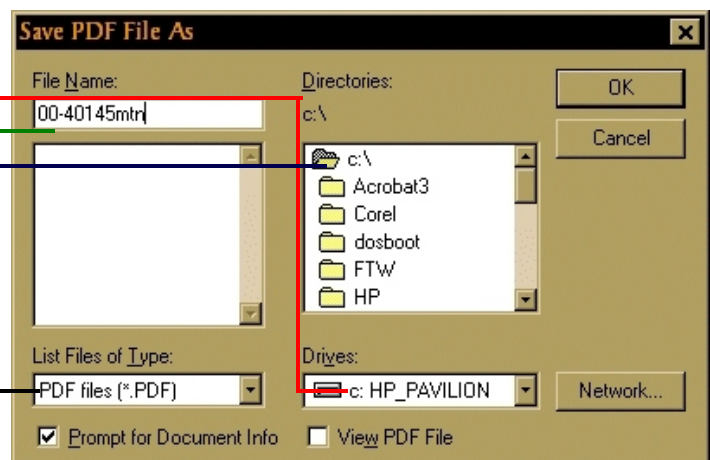 Save PDF File As
File Name:
00-40145mtn
Directories:
c:\
OK
Cancel
c:\
Acrobat3
Corel
dosboot
FTW
HP
List Files of Type:
PDF files (*.PDF)
Drives:
c: HP_PAVILION
Network...
Prompt for Document Info
View PDF File